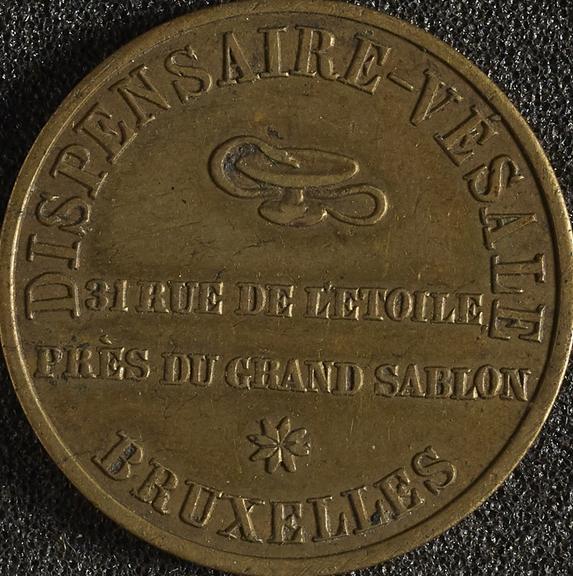 DISPENSAIRE-VÉSALE
31 RUE DE L'ETOILE
PRÈS DU GRAND SABLON
BRUXELLES